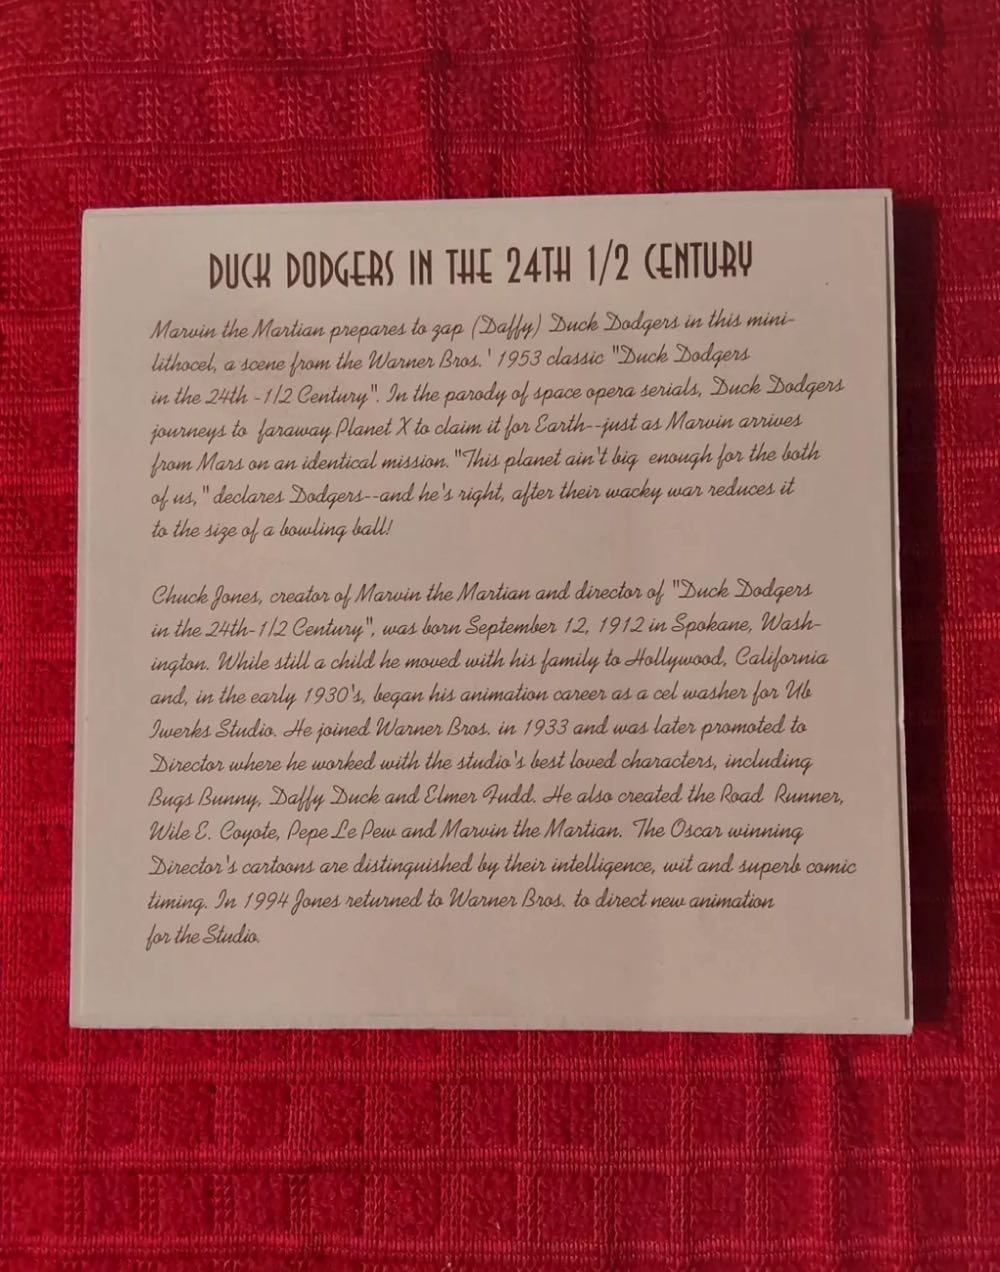 DUCK DODGERS IN THE 24TH 1/2 CENTURY
Marvin the Martian prepares to zap (Daffy) Duck Dodgers in this mini-
lithocel, a scene from the Warner Bros.' 1953 classic "Duck Dodgers
in the 24th -1/2 Century". In the parody of space opera serials, Duck Dodgers
journeys to faraway Planet X to claim it for Earth--just as Marvin arrives
from Mars on an identical mission. "This planet ain't big enough for the both
of us," declares Dodgers--and he's right, after their wacky war reduces it
to the size of a bowling ball!
Chuck Jones, creator of Marvin the Martian and director of "Duck Dodgers
in the 24th-1/2 Century", was born September 12, 1912 in Spokane, Wash-
ington. While still a child he moved with his family to Hollywood, California
and, in the early 1930's, began his animation career as a cel washer for Ub
Iwerks Studio. He joined Warner Bros. in 1933 and was later promoted to
Director where he worked with the studio's best loved characters, including
Bugs Bunny, Daffy Duck and Elmer Fudd. He also created the Road Runner,
Wile E. Coyote, Pepe Le Pew and Marvin the Martian. The Oscar winning
Director's cartoons are distinguished by their intelligence, wit and superb comic
timing. In 1994 Jones returned to Warner Bros. to direct new animation
for the Studio.